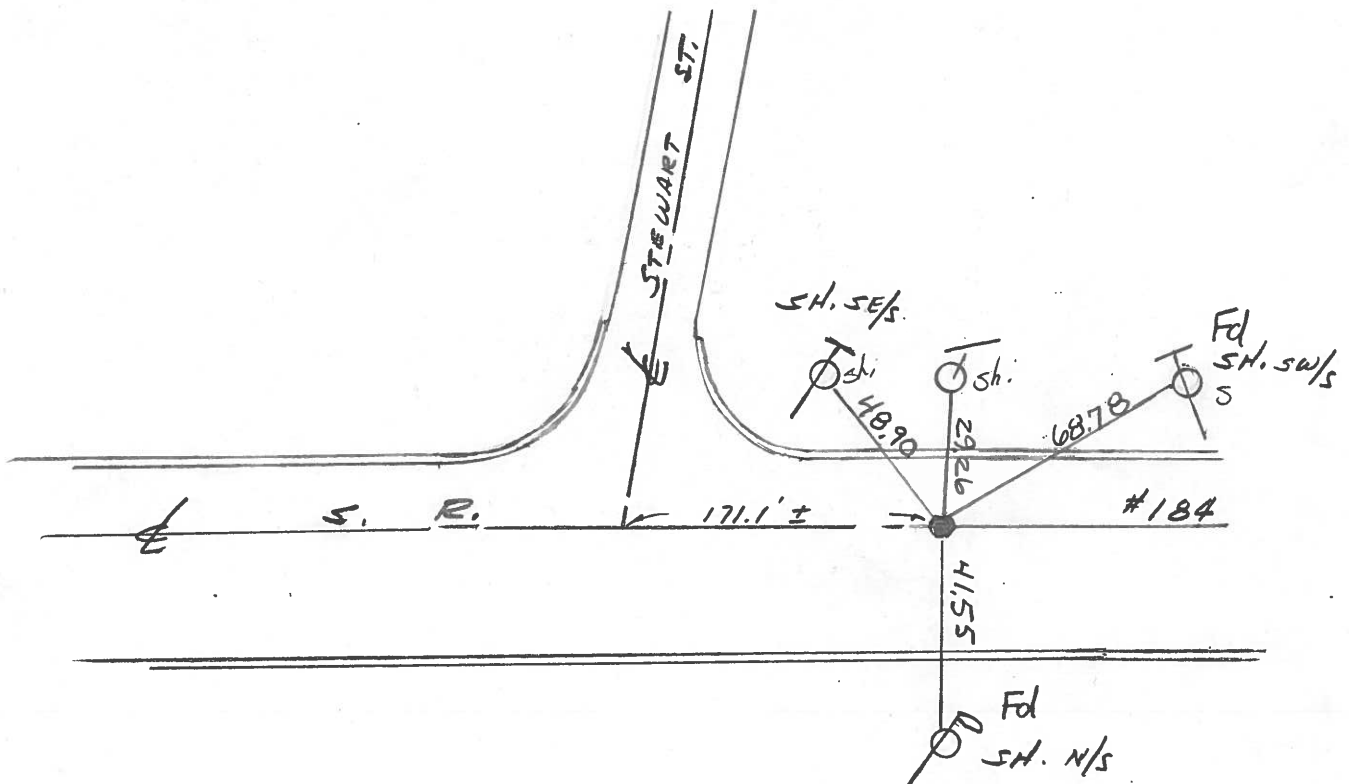 STEWART ST.
SH. SE/S.
Fd
SH. SW/S
shi
sh.
S
48.90
29.26
68.78
℄
S. R.
171.1' ±
#184
℄
41.55
Fd
SH. N/S